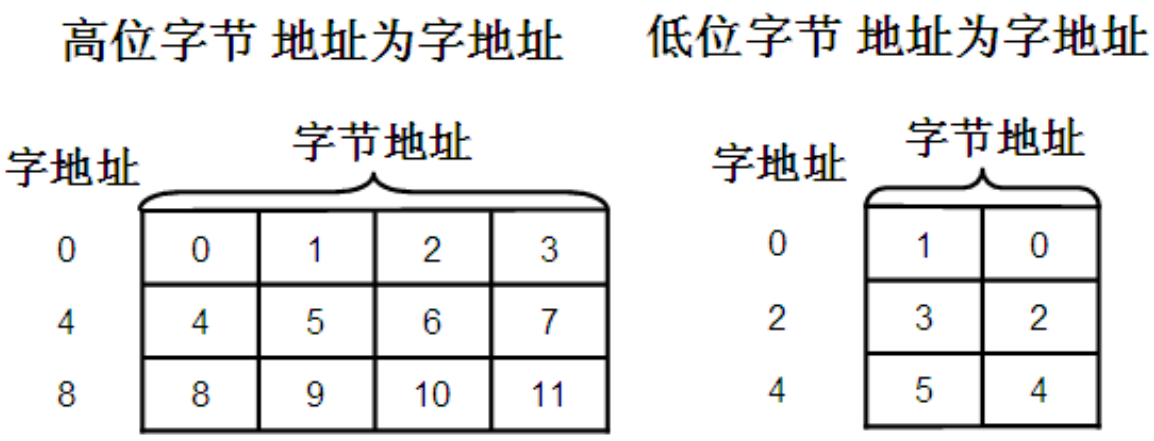 高位字节 地址为字地址
低位字节 地址为字地址
字节地址
字地址
0 0 1 2 3
4 4 5 6 7
8 8 9 10 11
字节地址
字地址
0 1 0
2 3 2
4 5 4